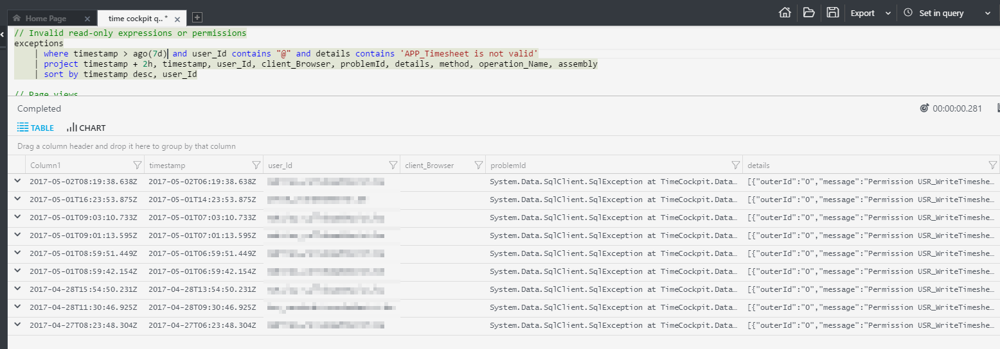 Home Page
time cockpit q.. *
Export
Set in query
// Invalid read-only expressions or permissions
exceptions
| where timestamp > ago(7d) and user_Id contains "@" and details contains 'APP_Timesheet is not valid'
| project timestamp + 2h, timestamp, user_Id, client_Browser, problemId, details, method, operation_Name, assembly
| sort by timestamp desc, user_Id
// Page views
Completed
00:00:00.281
TABLE
CHART
Drag a column header and drop it here to group by that column
Column1 timestamp user_Id client_Browser problemId details
2017-05-02T08:19:38.638Z 2017-05-02T06:19:38.638Z System.Data.SqlClient.SqlException at TimeCockpit.Data… [{"outerId":"0","message":"Permission USR_WriteTimeshe…
2017-05-01T16:23:53.875Z 2017-05-01T14:23:53.875Z System.Data.SqlClient.SqlException at TimeCockpit.Data… [{"outerId":"0","message":"Permission USR_WriteTimeshe…
2017-05-01T09:03:10.733Z 2017-05-01T07:03:10.733Z System.Data.SqlClient.SqlException at TimeCockpit.Data… [{"outerId":"0","message":"Permission USR_WriteTimeshe…
2017-05-01T09:01:13.595Z 2017-05-01T07:01:13.595Z System.Data.SqlClient.SqlException at TimeCockpit.Data… [{"outerId":"0","message":"Permission USR_WriteTimeshe…
2017-05-01T08:59:51.449Z 2017-05-01T06:59:51.449Z System.Data.SqlClient.SqlException at TimeCockpit.Data… [{"outerId":"0","message":"Permission USR_WriteTimeshe…
2017-05-01T08:59:42.154Z 2017-05-01T06:59:42.154Z System.Data.SqlClient.SqlException at TimeCockpit.Data… [{"outerId":"0","message":"Permission USR_WriteTimeshe…
2017-04-28T15:54:50.231Z 2017-04-28T13:54:50.231Z System.Data.SqlClient.SqlException at TimeCockpit.Data… [{"outerId":"0","message":"Permission USR_WriteTimeshe…
2017-04-28T11:30:46.925Z 2017-04-28T09:30:46.925Z System.Data.SqlClient.SqlException at TimeCockpit.Data… [{"outerId":"0","message":"Permission USR_WriteTimeshe…
2017-04-27T08:23:48.304Z 2017-04-27T06:23:48.304Z System.Data.SqlClient.SqlException at TimeCockpit.Data… [{"outerId":"0","message":"Permission USR_WriteTimeshe…